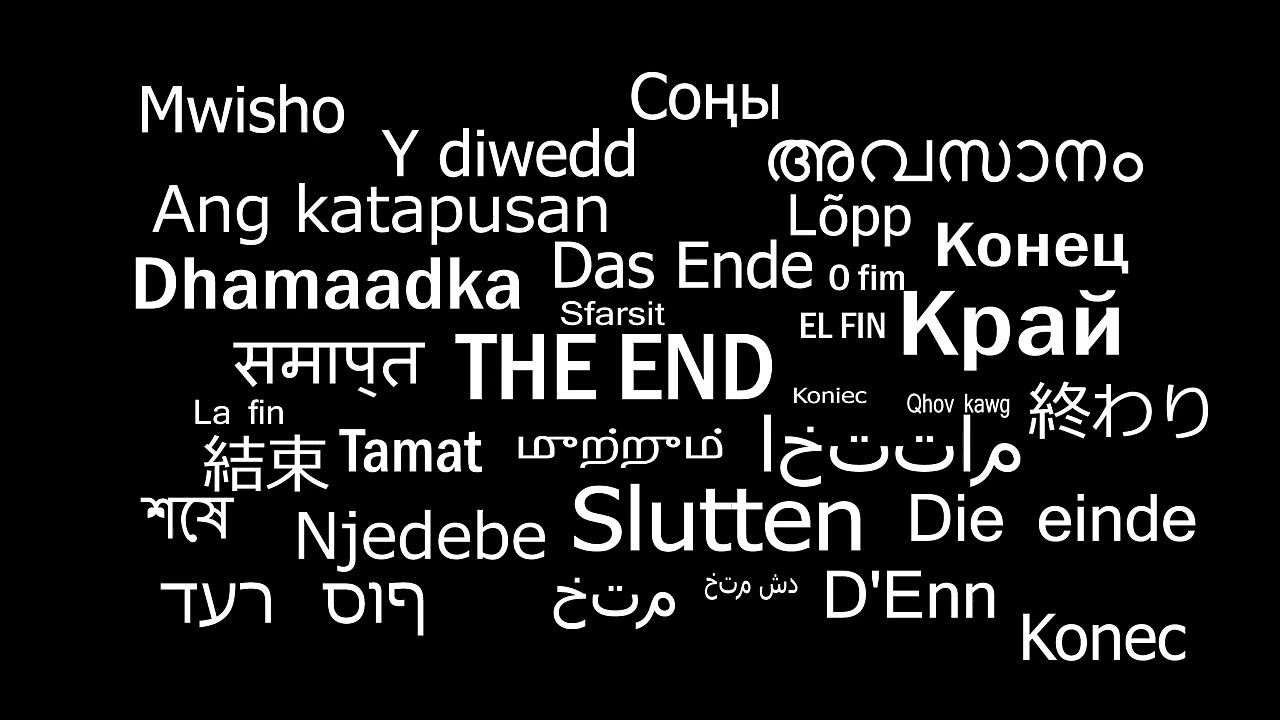 Mwisho
Соңы
Y diwedd
അവസാനം
Ang katapusan
Lõpp
Конец
Das Ende
0 fim
Dhamaadka
Sfarsit
EL FIN
Край
समाप्‌त
THE END
Koniec
Qhov kawg
終わり
La fin
結束
Tamat
முற்றும்
اختتام
শষে
Njedebe
Slutten
Die einde
דער סוף
ختم
ختم شد
D'Enn
Konec